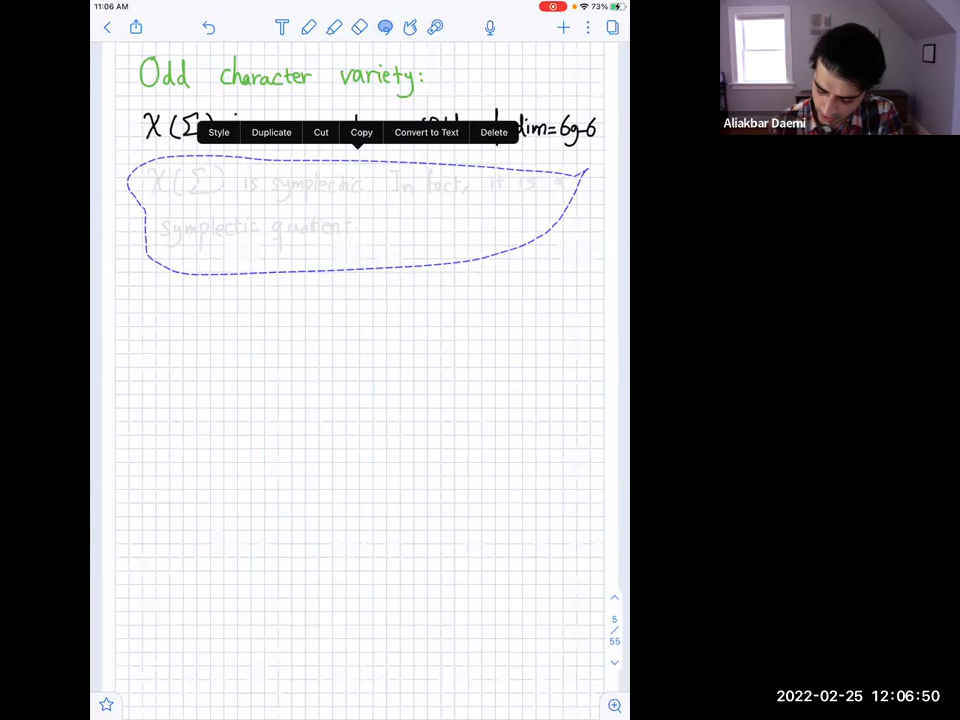 11:06 AM
73%
Odd character variety:
X(Σ) dim=6g-6
Style Duplicate Cut Copy Convert to Text Delete
X(Σ) is symplectic. In fact, it is a
symplectic quotient.
5
/
55
Aliakbar Daemi
2022-02-25 12:06:50